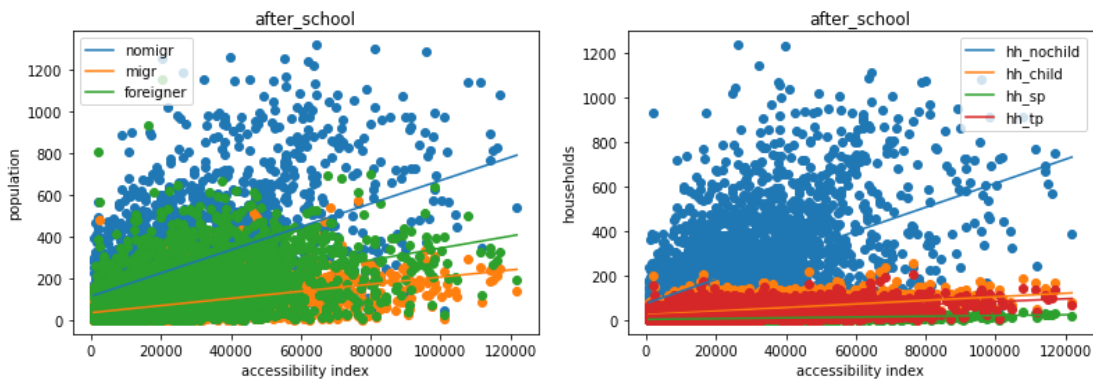 after_school
nomigr
migr
foreigner
population
0
200
400
600
800
1000
1200
0 20000 40000 60000 80000 100000 120000
accessibility index
after_school
hh_nochild
hh_child
hh_sp
hh_tp
households
0
200
400
600
800
1000
1200
0 20000 40000 60000 80000 100000 120000
accessibility index